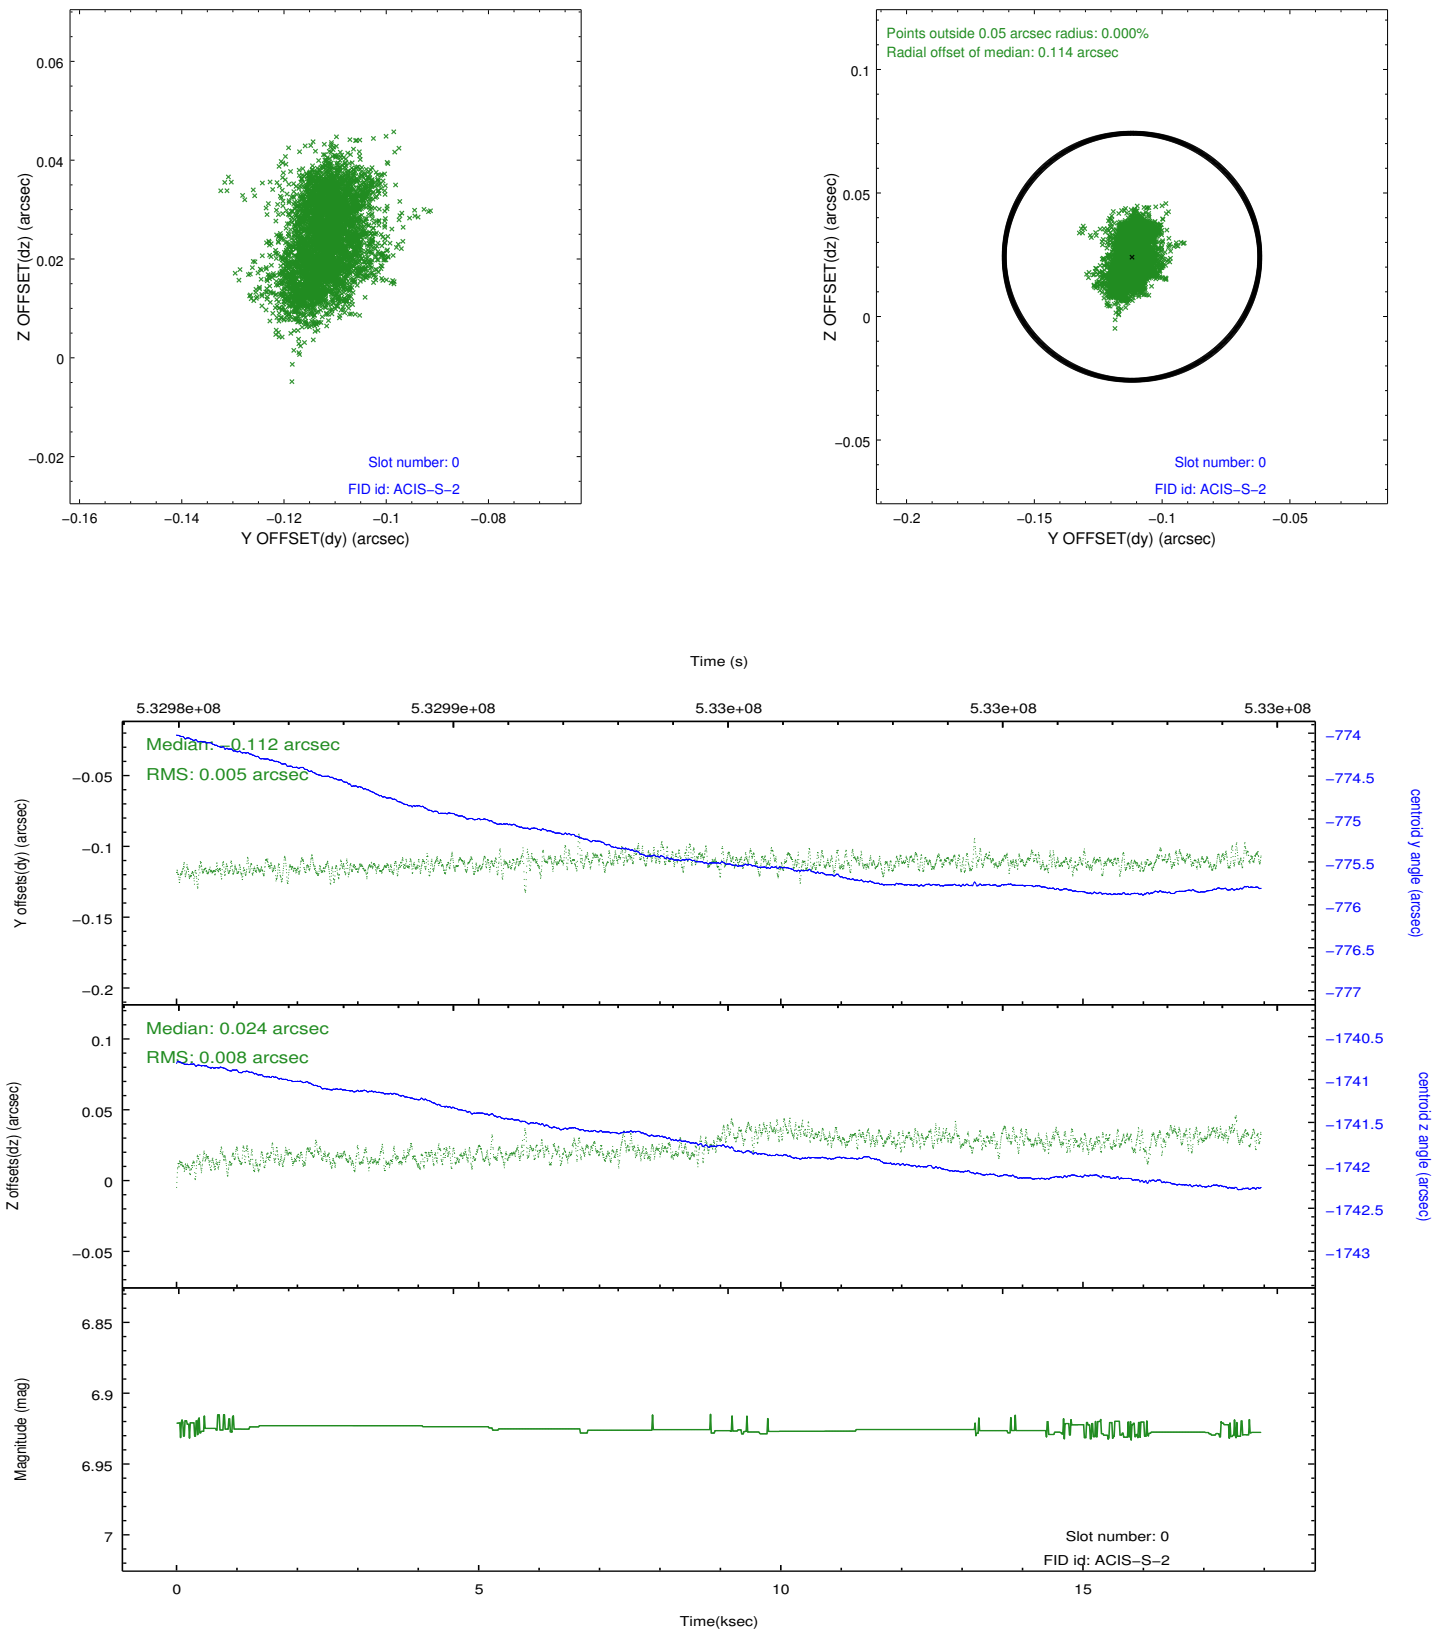 0.06
0.04
0.02
0
−0.02
Z OFFSET(dz) (arcsec)
Slot number: 0
FID id: ACIS−S−2
−0.16
−0.14
−0.12
−0.1
−0.08
Y OFFSET(dy) (arcsec)
Points outside 0.05 arcsec radius: 0.000%
Radial offset of median: 0.114 arcsec
0.1
0.05
0
−0.05
Z OFFSET(dz) (arcsec)
Slot number: 0
FID id: ACIS−S−2
−0.2
−0.15
−0.1
−0.05
Y OFFSET(dy) (arcsec)
Time (s)
5.3298e+08
5.3299e+08
5.33e+08
5.33e+08
5.33e+08
Median: −0.112 arcsec
RMS: 0.005 arcsec
−0.05
−0.1
−0.15
−0.2
Y offsets(dy) (arcsec)
−774
−774.5
−775
−775.5
−776
−776.5
−777
centroid y angle (arcsec)
Median: 0.024 arcsec
RMS: 0.008 arcsec
0.1
0.05
0
−0.05
Z offsets(dz) (arcsec)
−1740.5
−1741
−1741.5
−1742
−1742.5
−1743
centroid z angle (arcsec)
6.85
6.9
6.95
7
Magnitude (mag)
Slot number: 0
FID id: ACIS−S−2
0
5
10
15
Time(ksec)